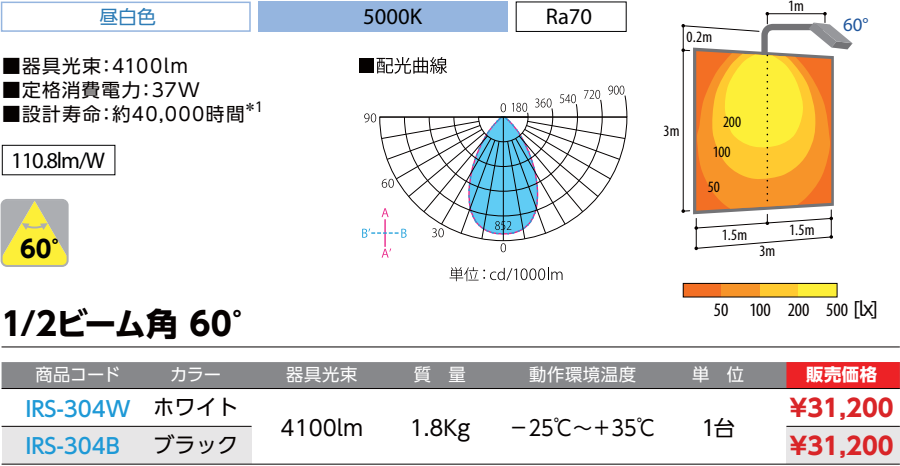 昼白色 5000K Ra70
■器具光束:4100lm
■定格消費電力:37W
■設計寿命:約40,000時間*1
110.8lm/W
60°
■配光曲線
0 180 360 540 720 900
90
60
30
852
0
A
B' B
A'
単位:cd/1000lm
1m
60°
0.2m
3m
200
100
50
1.5m 1.5m
3m
50 100 200 500 [lx]
1/2ビーム角 60°
商品コード カラー 器具光束 質 量 動作環境温度 単 位 販売価格
IRS-304W ホワイト 4100lm 1.8Kg −25℃〜+35℃ 1台 ¥31,200
IRS-304B ブラック ¥31,200